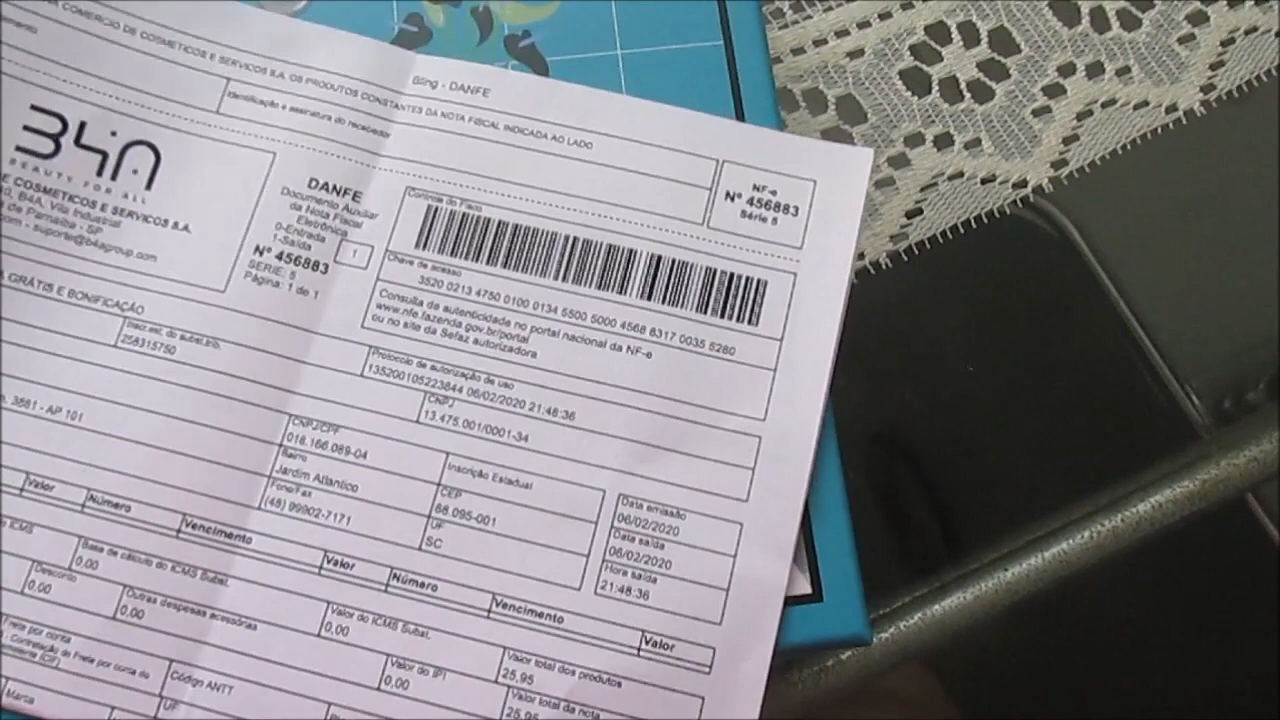 Bling - DANFE
COMERCIO DE COSMETICOS E SERVICOS S.A. OS PRODUTOS CONSTANTES DA NOTA FISCAL INDICADA AO LADO
Identificação e assinatura do recebedor
NF-e
Nº 456883
Série 5
B4A
BEAUTY FOR ALL
E COSMETICOS E SERVICOS S.A.
B4A, Vila Industrial
de Parnaiba - SP
suporte@b4agroup.com
DANFE
Documento Auxiliar
da Nota Fiscal
Eletrônica
0-Entrada
1-Saída
1
Nº 456883
SERIE: 5
Página: 1 de 1
Controle do Fisco
Chave de acesso
3520 0213 4750 0100 0134 5500 5000 4568 8317 0035 5280
Consulta de autenticidade no portal nacional da NF-e
www.nfe.fazenda.gov.br/portal
ou no site da Sefaz autorizadora
GRÁTIS E BONIFICAÇÃO
Protocolo de autorização de uso
135200105223844 06/02/2020 21:48:36
Inscr.est. do subst.trib.
258315750
CNPJ
13.475.001/0001-34
3581 - AP 101
CNPJ/CPF
018.166.089-04
Inscrição Estadual
Data emissão
06/02/2020
Bairro
Jardim Atlantico
CEP
88.095-001
Data saída
06/02/2020
Fone/Fax
(48) 99902-7171
UF
SC
Hora saída
21:48:36
Valor Número Vencimento Valor Número Vencimento Valor
ICMS
Base de cálculo do ICMS Subst.
0,00
Valor do ICMS Subst.
0,00
Valor total dos produtos
25,95
Desconto
0,00
Outras despesas acessórias
0,00
Valor do IPI
0,00
Valor total da nota
25,95
Frete por conta
Contratação do Frete por conta do
(CIF)
Código ANTT
Marca
UF